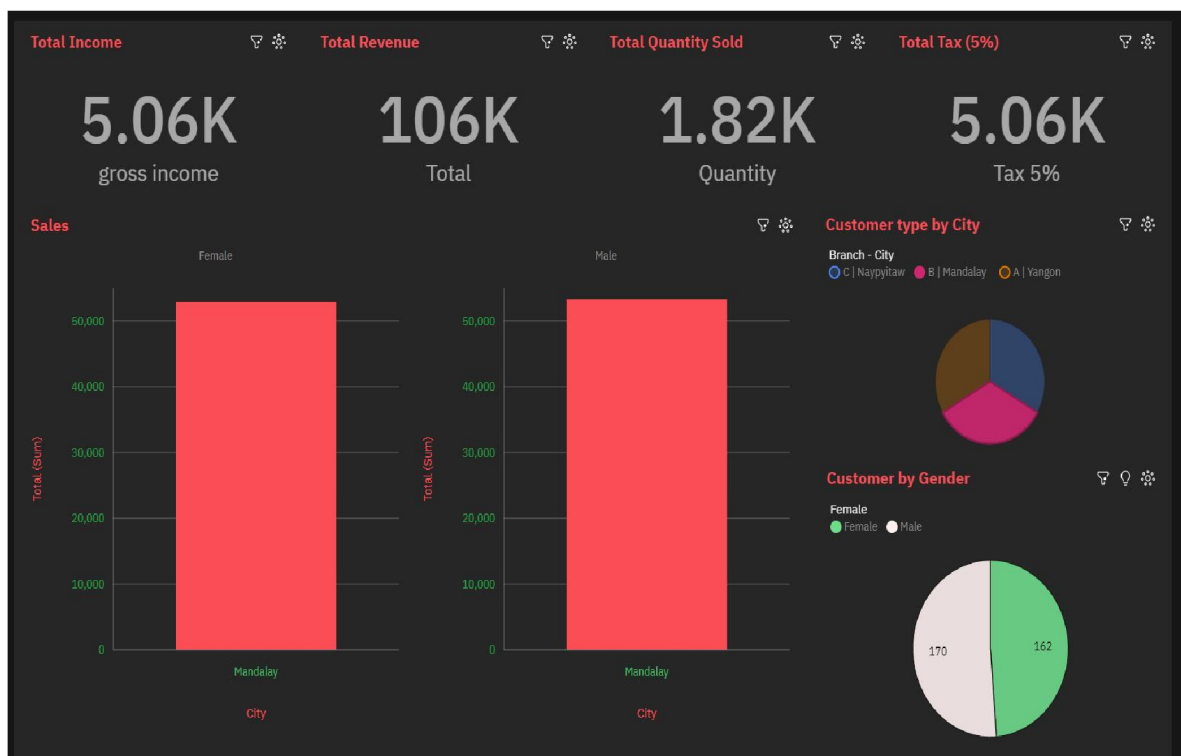 Total Income
Total Revenue
Total Quantity Sold
Total Tax (5%)
5.06K
gross income
106K
Total
1.82K
Quantity
5.06K
Tax 5%
Sales
Female
Male
Total (Sum)
50,000
40,000
30,000
20,000
10,000
0
Mandalay
City
Total (Sum)
50,000
40,000
30,000
20,000
10,000
0
Mandalay
City
Customer type by City
Branch - City
C | Naypyitaw B | Mandalay A | Yangon
Customer by Gender
Female
Female Male
170
162